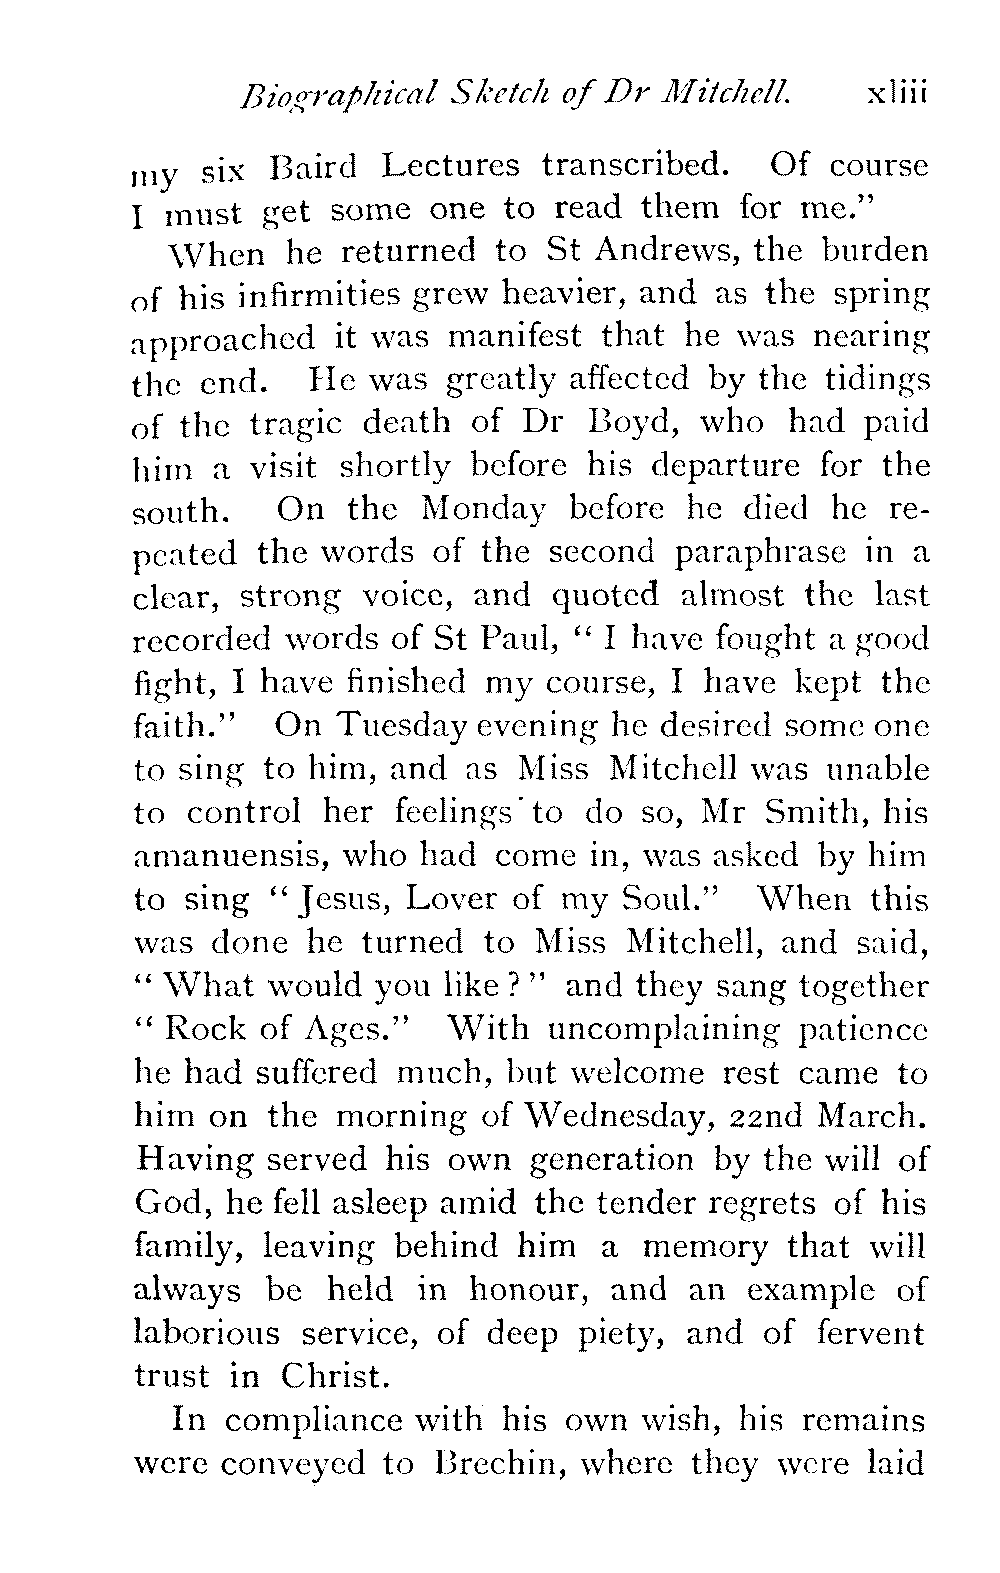 Biographical Sketch of Dr Mitchell. xliii
my six Baird Lectures transcribed. Of course
I must get some one to read them for me.”
When he returned to St Andrews, the burden
of his infirmities grew heavier, and as the spring
approached it was manifest that he was nearing
the end. He was greatly affected by the tidings
of the tragic death of Dr Boyd, who had paid
him a visit shortly before his departure for the
south. On the Monday before he died he re-
peated the words of the second paraphrase in a
clear, strong voice, and quoted almost the last
recorded words of St Paul, “ I have fought a good
fight, I have finished my course, I have kept the
faith.” On Tuesday evening he desired some one
to sing to him, and as Miss Mitchell was unable
to control her feelings to do so, Mr Smith, his
amanuensis, who had come in, was asked by him
to sing “ Jesus, Lover of my Soul.” When this
was done he turned to Miss Mitchell, and said,
“ What would you like ? ” and they sang together
“ Rock of Ages.” With uncomplaining patience
he had suffered much, but welcome rest came to
him on the morning of Wednesday, 22nd March.
Having served his own generation by the will of
God, he fell asleep amid the tender regrets of his
family, leaving behind him a memory that will
always be held in honour, and an example of
laborious service, of deep piety, and of fervent
trust in Christ.
In compliance with his own wish, his remains
were conveyed to Brechin, where they were laid